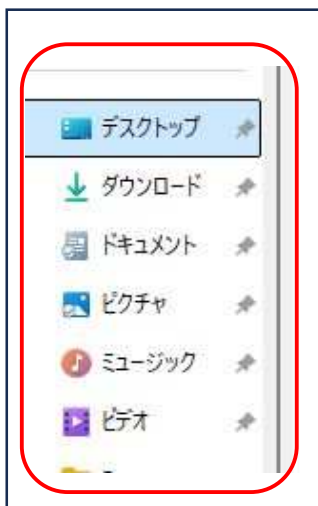 デスクトップ
ダウンロード
ドキュメント
ピクチャ
ミュージック
ビデオ